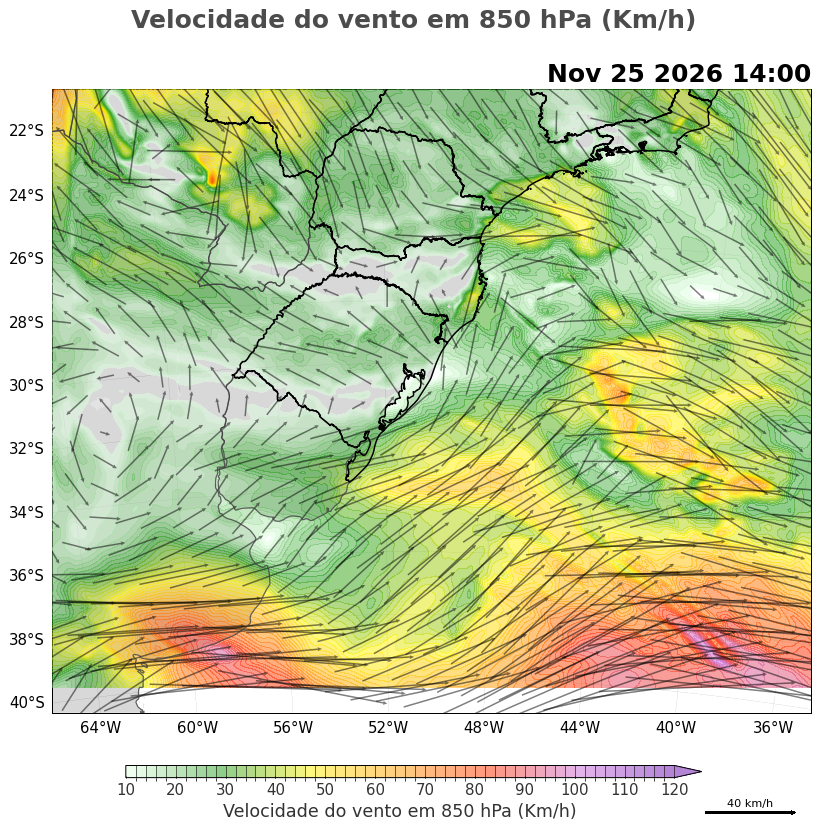 Velocidade do vento em 850 hPa (Km/h)
Nov 25 2026 14:00
22°S
24°S
26°S
28°S
30°S
32°S
34°S
36°S
38°S
40°S
64°W 60°W 56°W 52°W 48°W 44°W 40°W 36°W
10 20 30 40 50 60 70 80 90 100 110 120
Velocidade do vento em 850 hPa (Km/h)
40 km/h